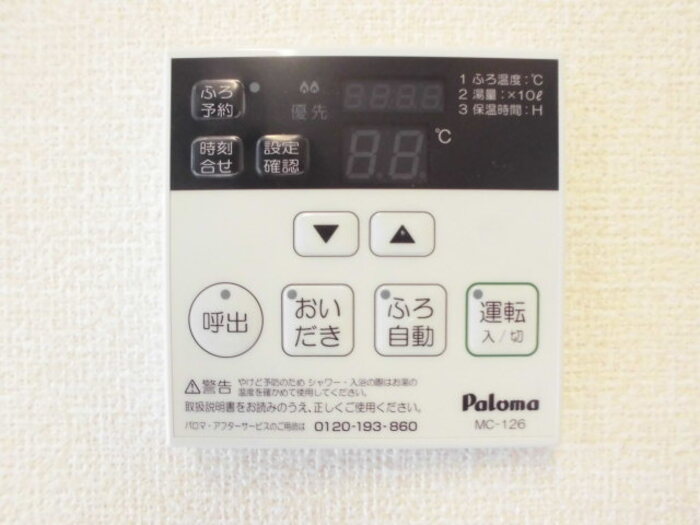 ふろ
予約
優先
1 ふろ温度:℃
2 湯量:×10ℓ
3 保温時間:H
時刻
合せ
設定
確認
℃
▼
▲
呼出
おい
だき
ふろ
自動
運転
入/切
⚠警告 やけど予防のため シャワー・入浴の際はお湯の
温度を確かめて使用してください。
取扱説明書をお読みのうえ、正しくご使用ください。
パロマ・アフターサービスのご用命は 0120-193-860
Paloma
MC-126